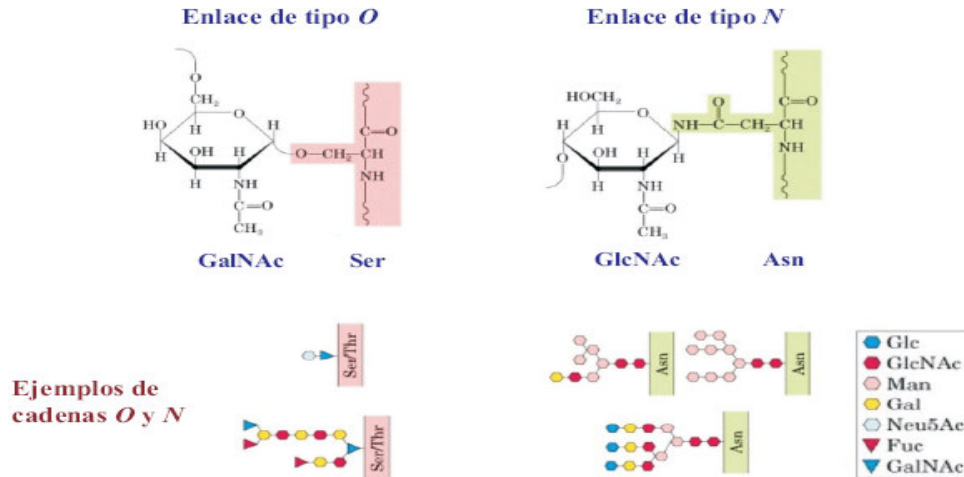 Enlace de tipo O
Enlace de tipo N
O
CH₂
O
H
HO
H
OH
H
H
H
H
NH
C=O
CH₃
O—CH₂—CH
C=O
NH
HOCH₂
O
H
H
O
OH
H
H
H
H
NH
C=O
CH₃
NH—C—CH₂—CH
O
C=O
NH
GalNAc
Ser
GlcNAc
Asn
Ser/Thr
Asn
Asn
Ejemplos de
cadenas O y N
Ser/Thr
Asn
Glc
GlcNAc
Man
Gal
Neu5Ac
Fuc
GalNAc